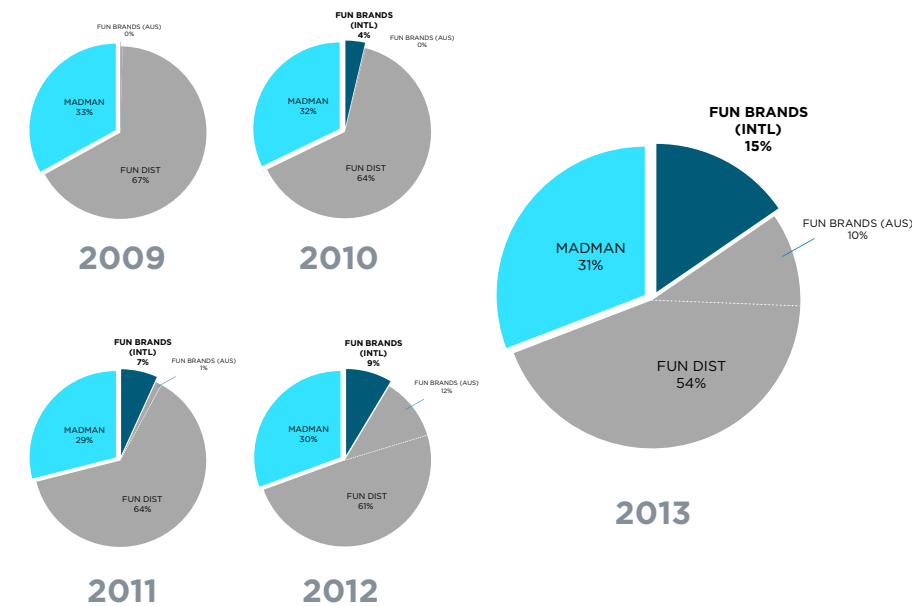 FUN BRANDS (AUS)
0%
MADMAN
33%
FUN DIST
67%
2009
FUN BRANDS
(INTL)
4%
FUN BRANDS (AUS)
0%
MADMAN
32%
FUN DIST
64%
2010
FUN BRANDS
(INTL)
7%
FUN BRANDS (AUS)
1%
MADMAN
29%
FUN DIST
64%
2011
FUN BRANDS
(INTL)
9%
FUN BRANDS (AUS)
12%
MADMAN
30%
FUN DIST
61%
2012
FUN BRANDS
(INTL)
15%
FUN BRANDS (AUS)
10%
MADMAN
31%
FUN DIST
54%
2013